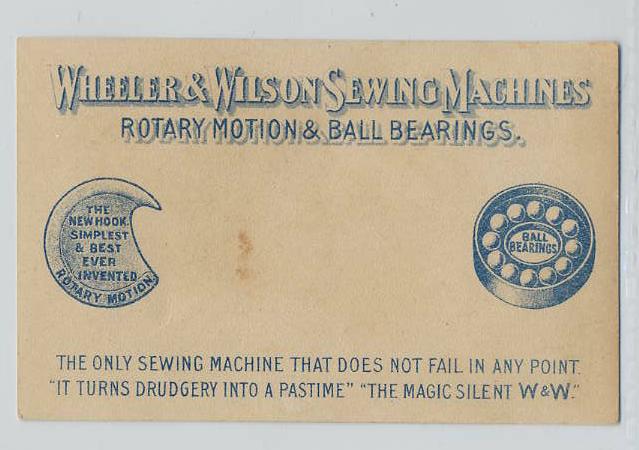 WHEELER & WILSON SEWING MACHINES
ROTARY MOTION & BALL BEARINGS.
THE
NEW HOOK.
SIMPLEST
& BEST
EVER
INVENTED
ROTARY MOTION.
BALL
BEARINGS
THE ONLY SEWING MACHINE THAT DOES NOT FAIL IN ANY POINT.
"IT TURNS DRUDGERY INTO A PASTIME" "THE MAGIC SILENT W & W."